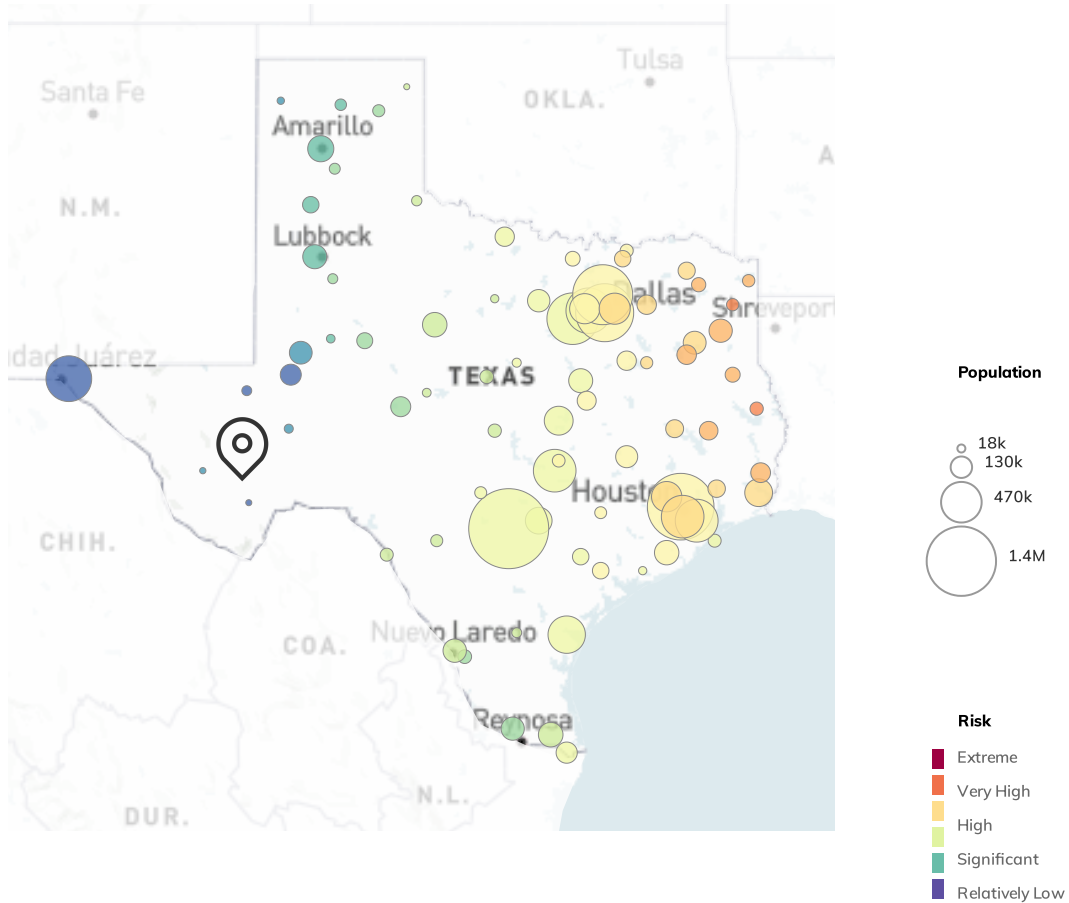 Tulsa
Santa Fe
OKLA.
Amarillo
A
N.M.
Lubbock
Dallas
Shreveport
dad Juárez
TEXAS
Population
18k
130k
Houston
470k
CHIH.
1.4M
Nuevo Laredo
COA.
Reynosa
Risk
Extreme
Very High
N.L.
DUR.
High
Significant
Relatively Low